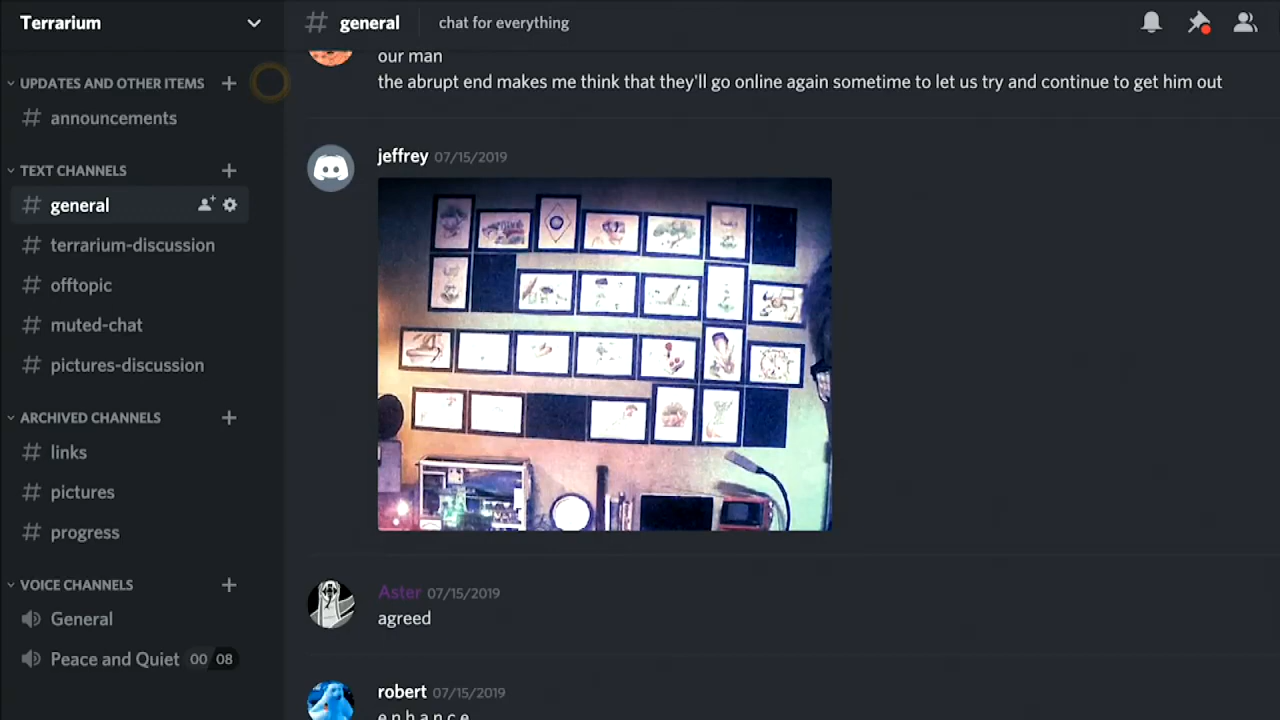 Terrarium
# general
chat for everything
UPDATES AND OTHER ITEMS
# announcements
TEXT CHANNELS
# general
# terrarium-discussion
# offtopic
# muted-chat
# pictures-discussion
ARCHIVED CHANNELS
# links
# pictures
# progress
VOICE CHANNELS
General
Peace and Quiet 00 08
our man
the abrupt end makes me think that they'll go online again sometime to let us try and continue to get him out
jeffrey 07/15/2019
Aster 07/15/2019
agreed
robert 07/15/2019
e n h a n c e